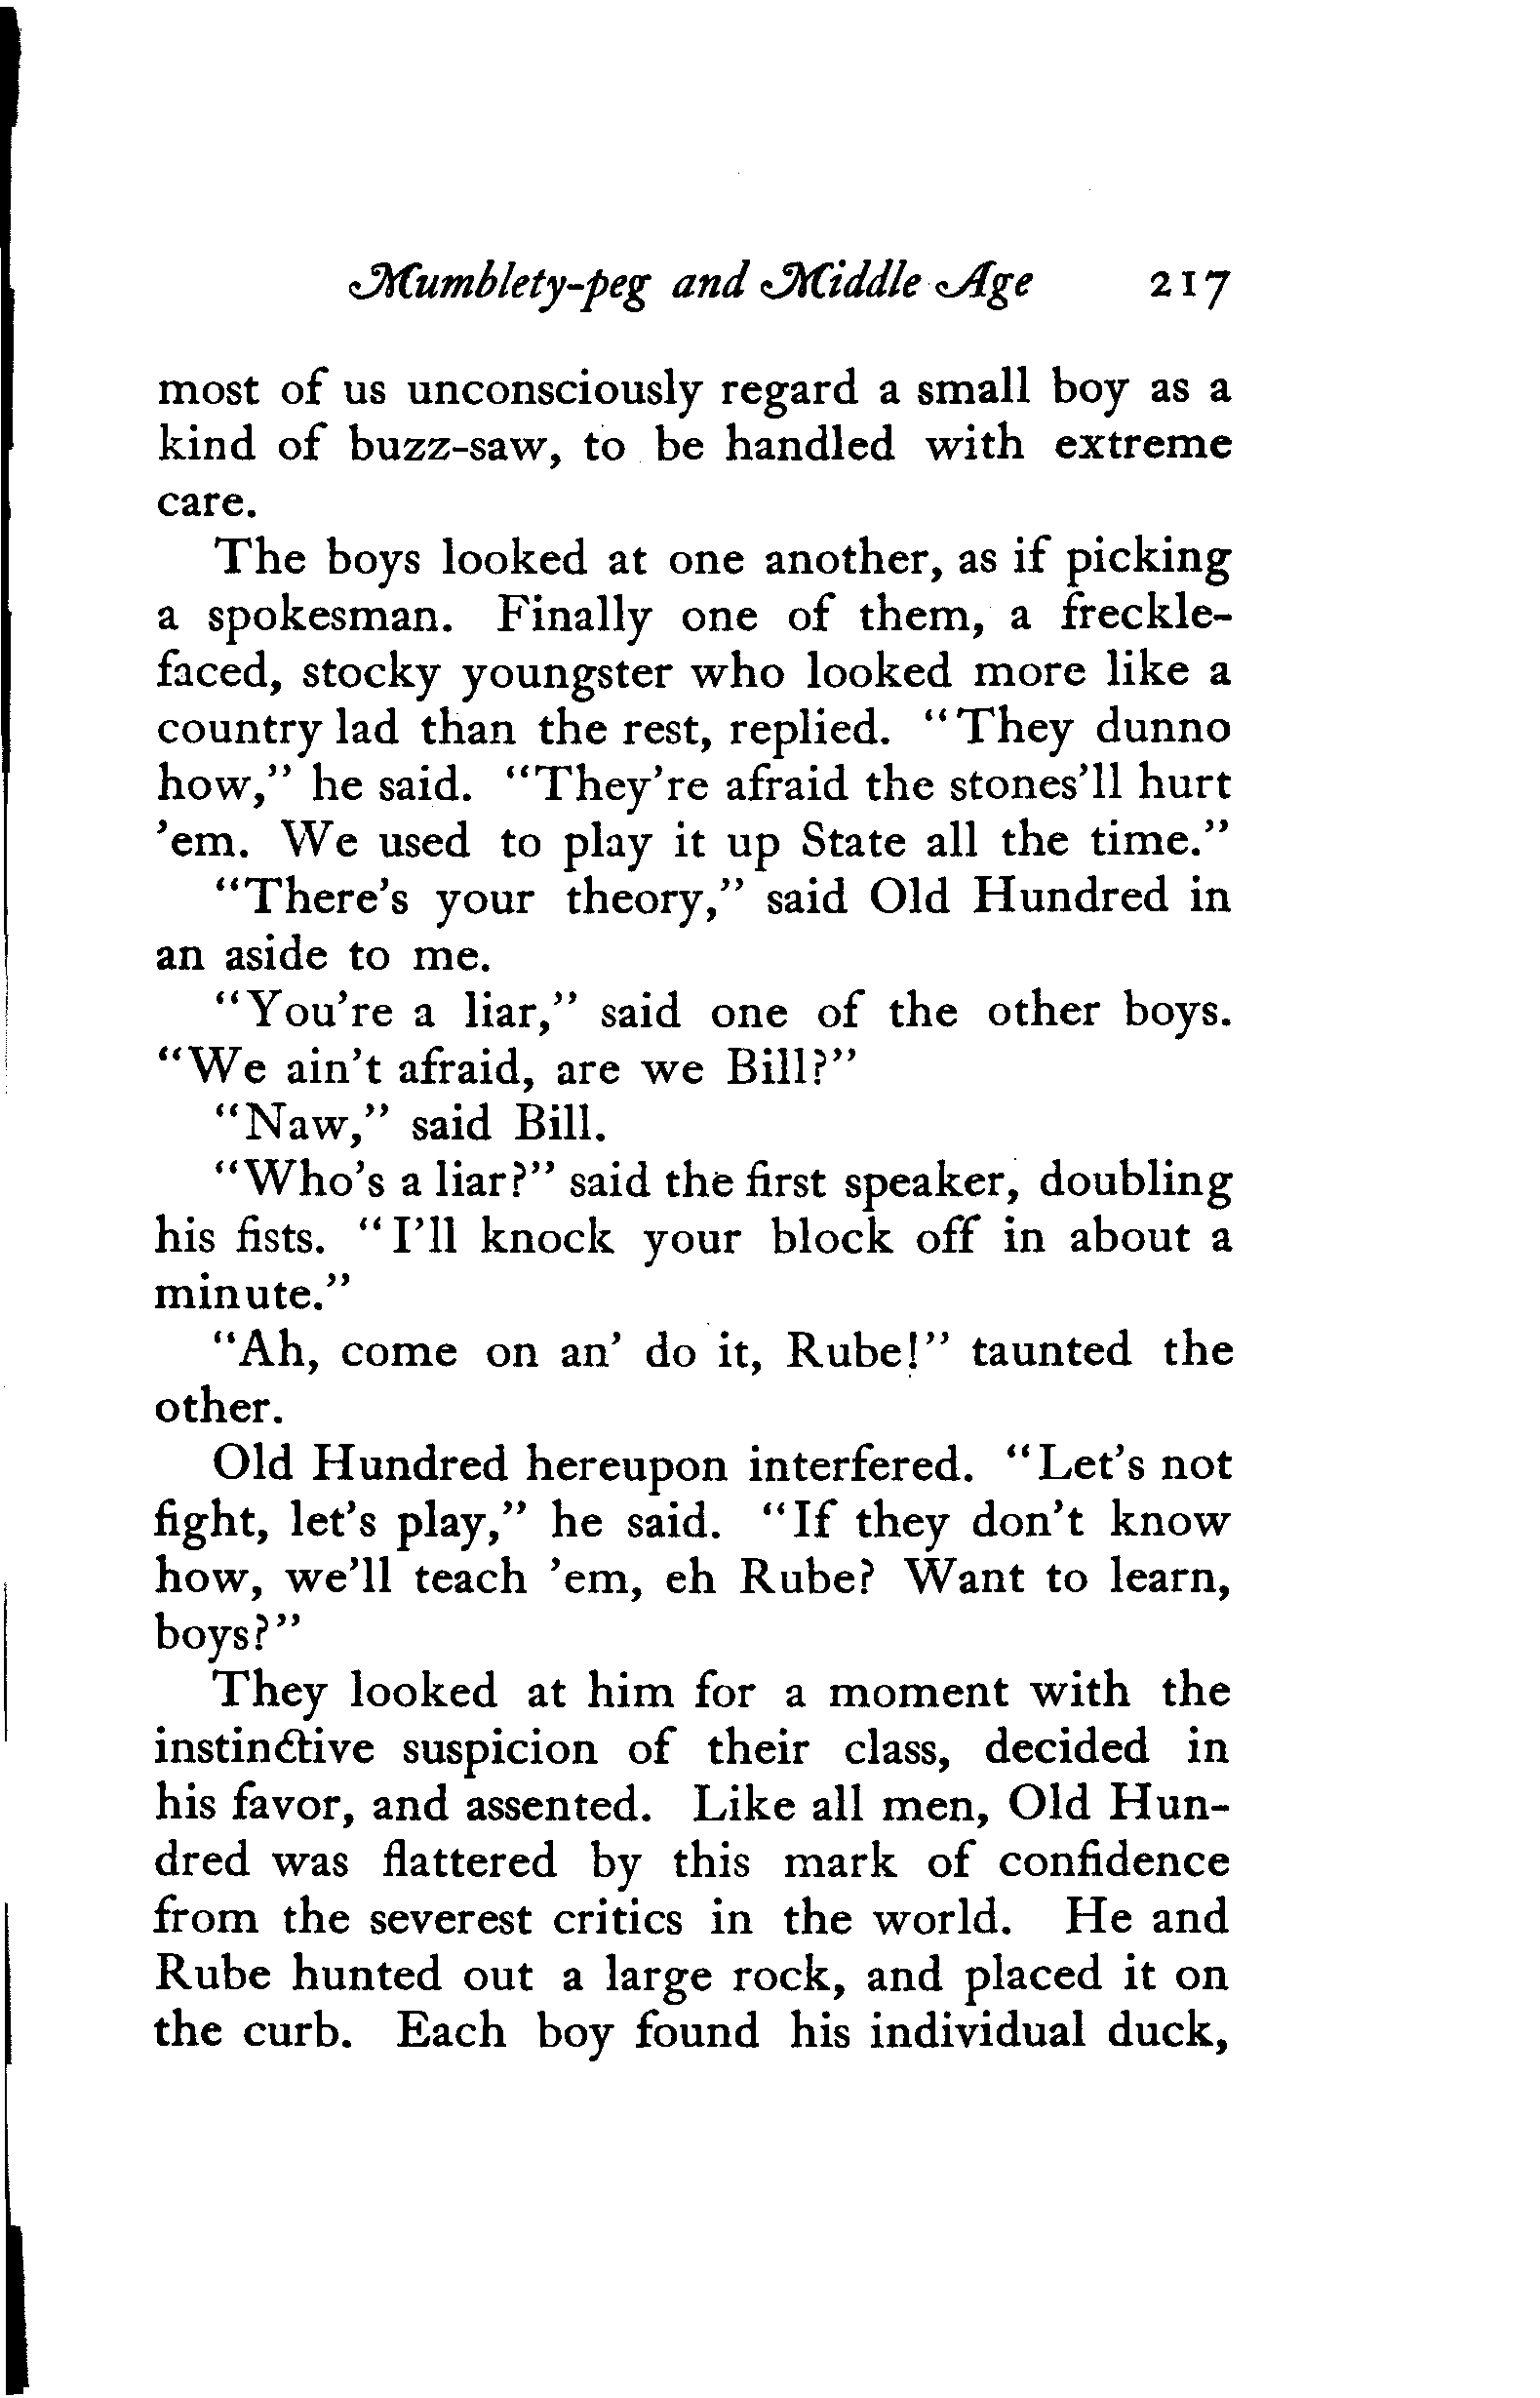 Mumblety-peg and Middle Age 217
most of us unconsciously regard a small boy as a
kind of buzz-saw, to be handled with extreme
care.
The boys looked at one another, as if picking
a spokesman. Finally one of them, a freckle-
faced, stocky youngster who looked more like a
country lad than the rest, replied. "They dunno
how," he said. "They're afraid the stones'll hurt
'em. We used to play it up State all the time."
"There's your theory," said Old Hundred in
an aside to me.
"You're a liar," said one of the other boys.
"We ain't afraid, are we Bill?"
"Naw," said Bill.
"Who's a liar?" said the first speaker, doubling
his fists. "I'll knock your block off in about a
minute."
"Ah, come on an' do it, Rube!" taunted the
other.
Old Hundred hereupon interfered. "Let's not
fight, let's play," he said. "If they don't know
how, we'll teach 'em, eh Rube? Want to learn,
boys?"
They looked at him for a moment with the
instinctive suspicion of their class, decided in
his favor, and assented. Like all men, Old Hun-
dred was flattered by this mark of confidence
from the severest critics in the world. He and
Rube hunted out a large rock, and placed it on
the curb. Each boy found his individual duck,